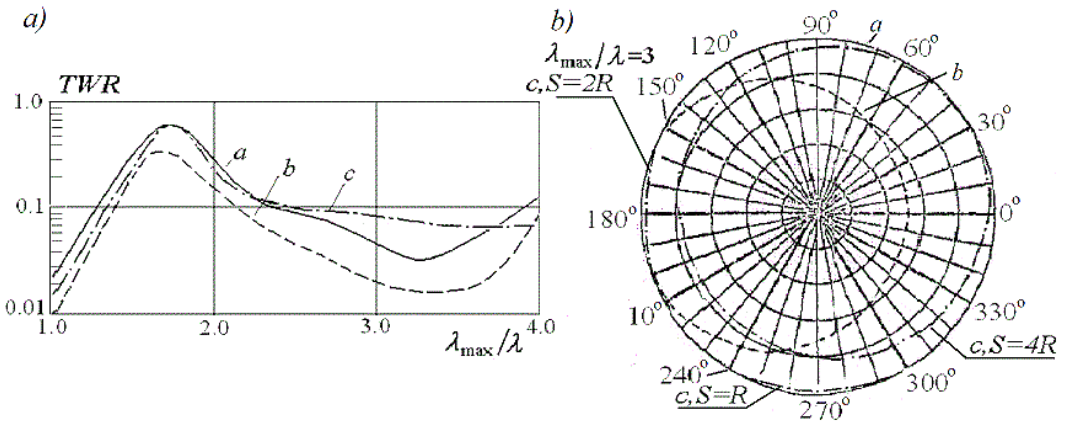 a)
TWR
1.0
0.1
0.01
a
b
c
1.0 2.0 3.0 4.0
λmax/λ
b)
λmax/λ=3
c,S=2R
90°
a
120°
60°
b
150°
30°
180°
0°
10°
330°
c,S=4R
240°
300°
c,S=R
270°